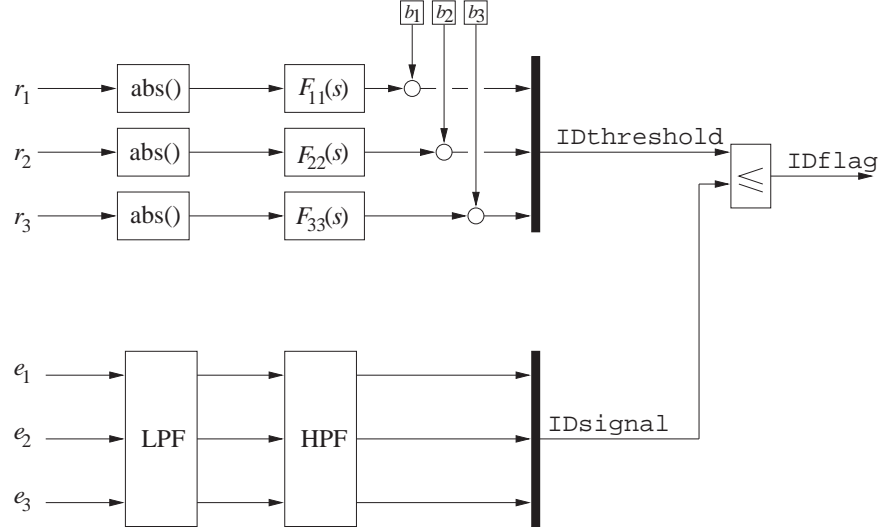 b1 b2 b3
r1 abs() F11(s)
r2 abs() F22(s)
r3 abs() F33(s)
IDthreshold
≤
IDflag
e1
e2 LPF HPF
e3
IDsignal